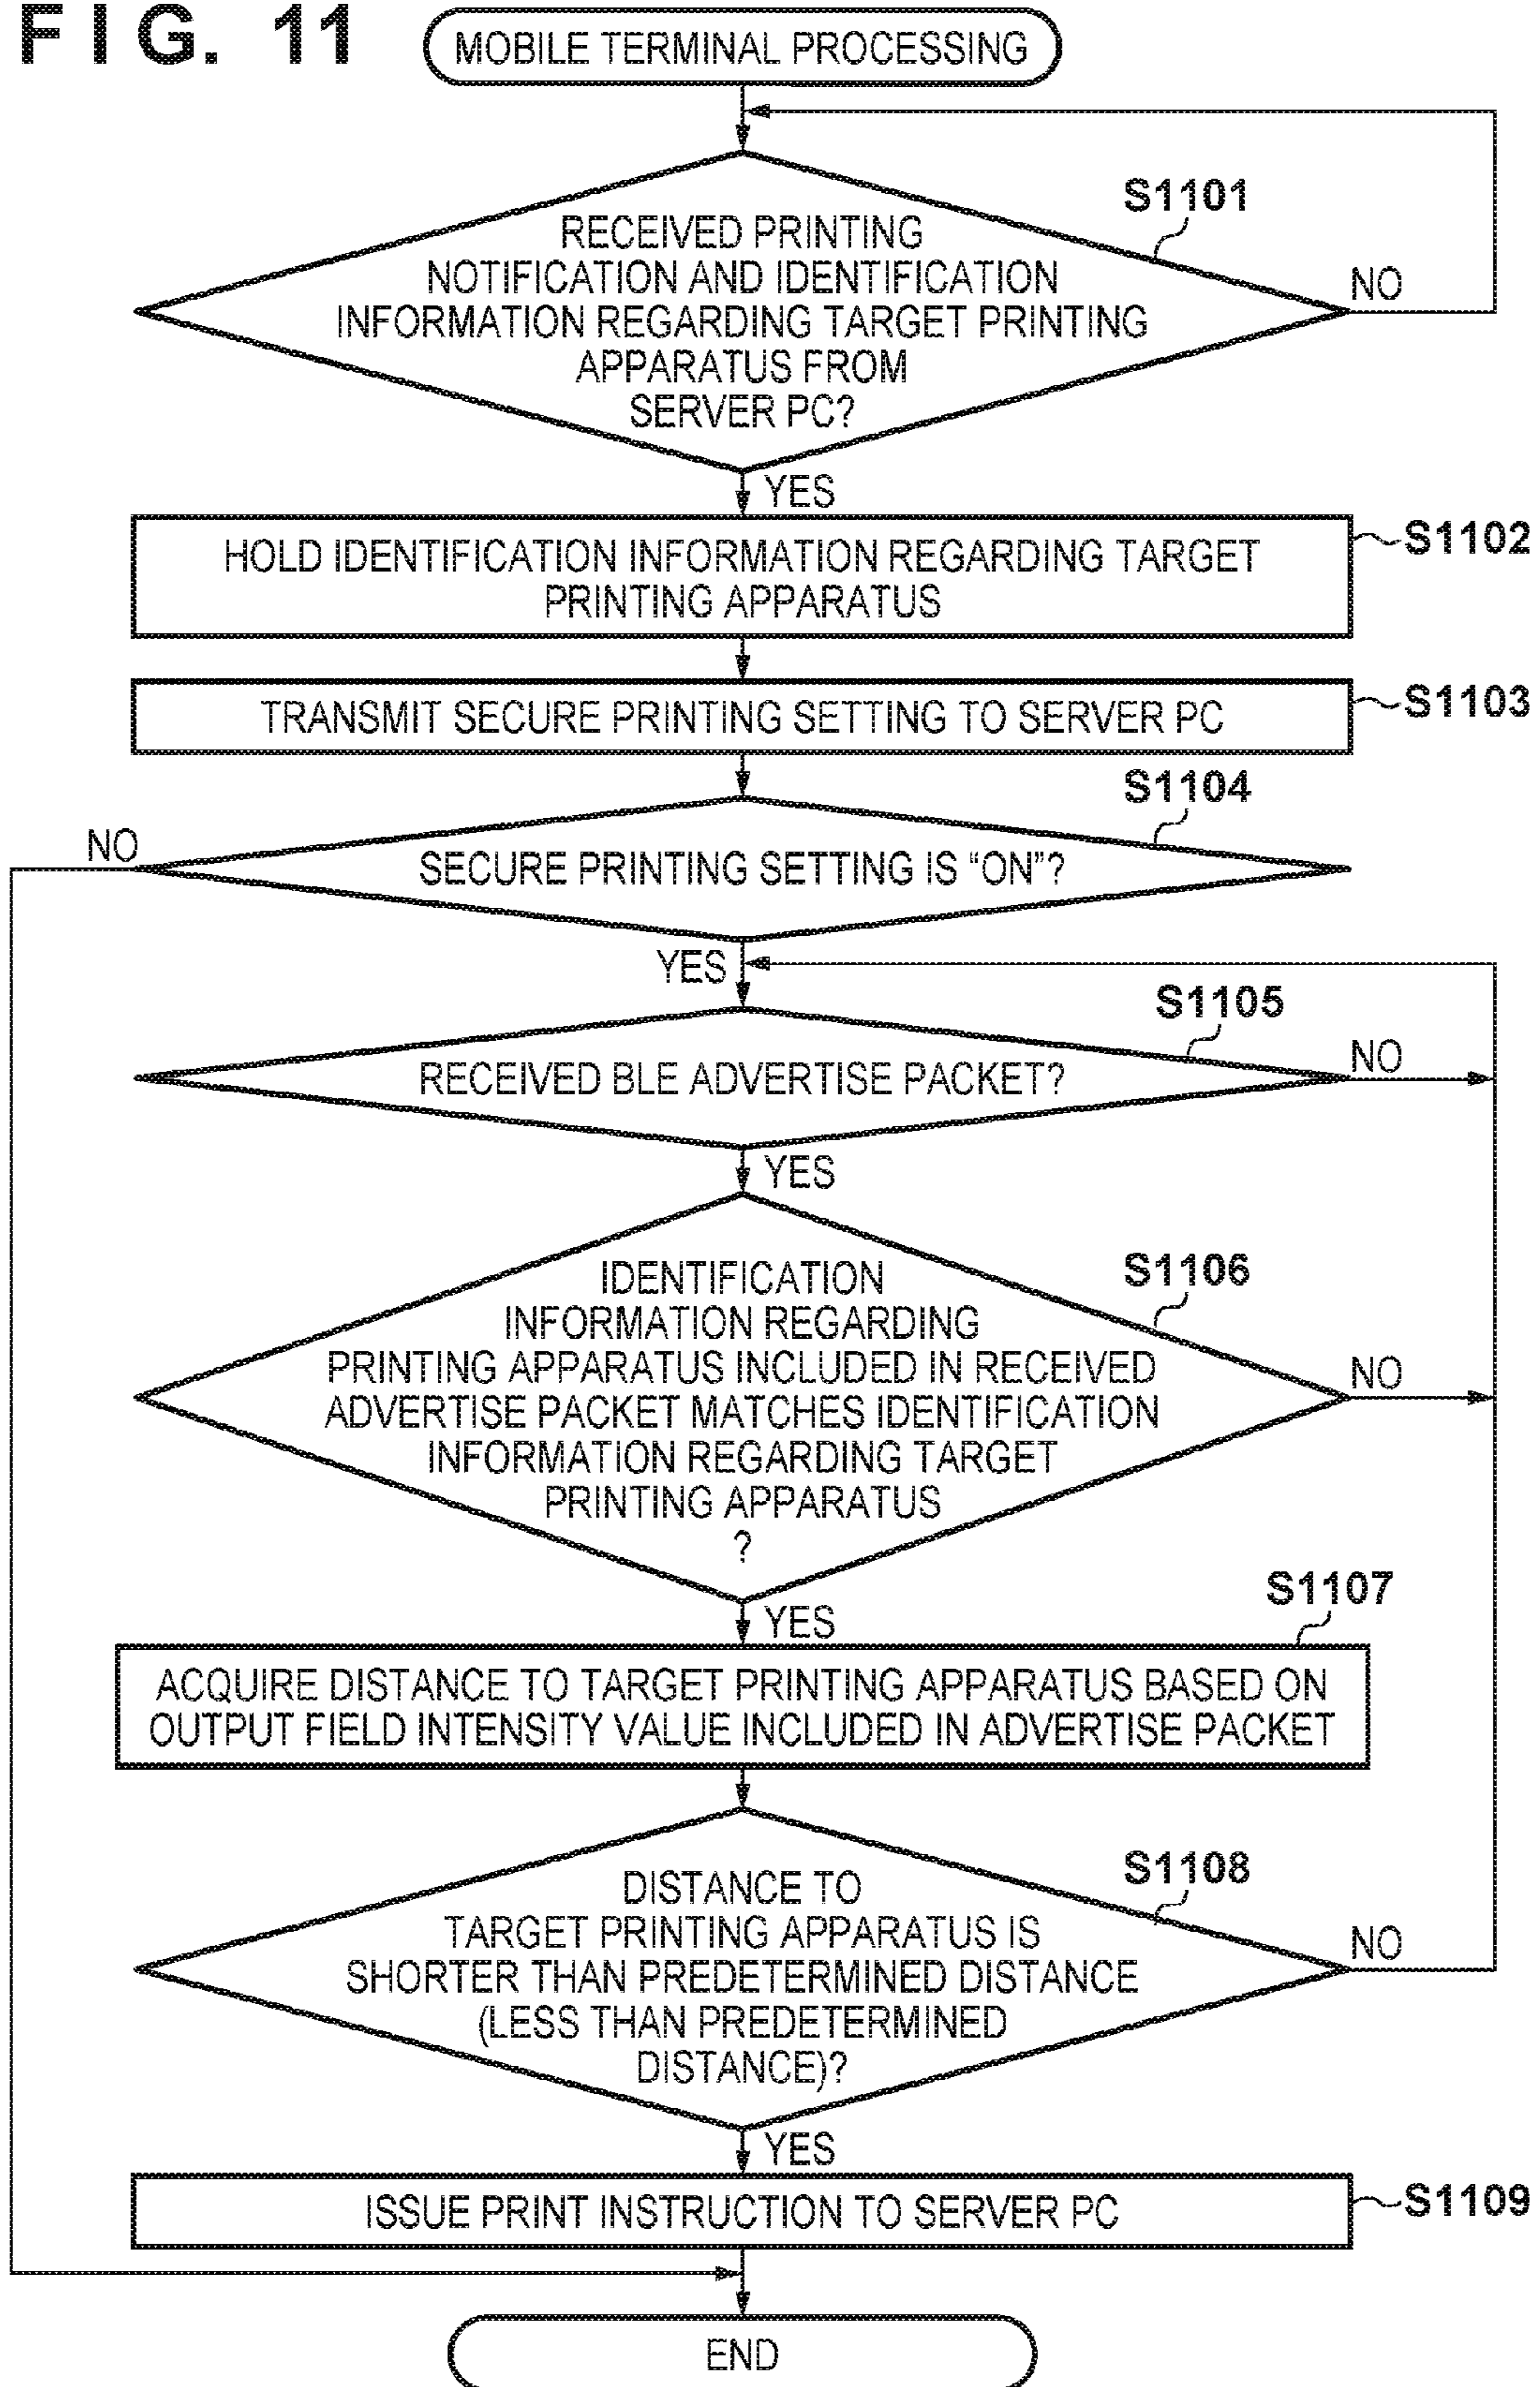 FIG. 11
MOBILE TERMINAL PROCESSING
S1101
RECEIVED PRINTING
NOTIFICATION AND IDENTIFICATION
INFORMATION REGARDING TARGET PRINTING
APPARATUS FROM
SERVER PC?
NO
YES
HOLD IDENTIFICATION INFORMATION REGARDING TARGET
PRINTING APPARATUS
S1102
TRANSMIT SECURE PRINTING SETTING TO SERVER PC
S1103
S1104
NO
SECURE PRINTING SETTING IS “ON”?
YES
S1105
RECEIVED BLE ADVERTISE PACKET?
NO
YES
S1106
IDENTIFICATION
INFORMATION REGARDING
PRINTING APPARATUS INCLUDED IN RECEIVED
ADVERTISE PACKET MATCHES IDENTIFICATION
INFORMATION REGARDING TARGET
PRINTING APPARATUS
?
NO
YES
S1107
ACQUIRE DISTANCE TO TARGET PRINTING APPARATUS BASED ON
OUTPUT FIELD INTENSITY VALUE INCLUDED IN ADVERTISE PACKET
S1108
DISTANCE TO
TARGET PRINTING APPARATUS IS
SHORTER THAN PREDETERMINED DISTANCE
(LESS THAN PREDETERMINED
DISTANCE)?
NO
YES
ISSUE PRINT INSTRUCTION TO SERVER PC
S1109
END